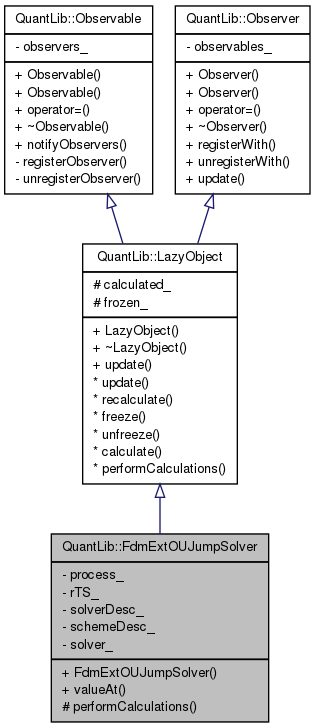 QuantLib::Observable
- observers_
+ Observable()
+ Observable()
+ operator=()
+ ~Observable()
+ notifyObservers()
- registerObserver()
- unregisterObserver()
QuantLib::Observer
- observables_
+ Observer()
+ Observer()
+ operator=()
+ ~Observer()
+ registerWith()
+ unregisterWith()
+ update()
QuantLib::LazyObject
# calculated_
# frozen_
+ LazyObject()
+ ~LazyObject()
+ update()
* update()
* recalculate()
* freeze()
* unfreeze()
* calculate()
* performCalculations()
QuantLib::FdmExtOUJumpSolver
- process_
- rTS_
- solverDesc_
- schemeDesc_
- solver_
+ FdmExtOUJumpSolver()
+ valueAt()
# performCalculations()